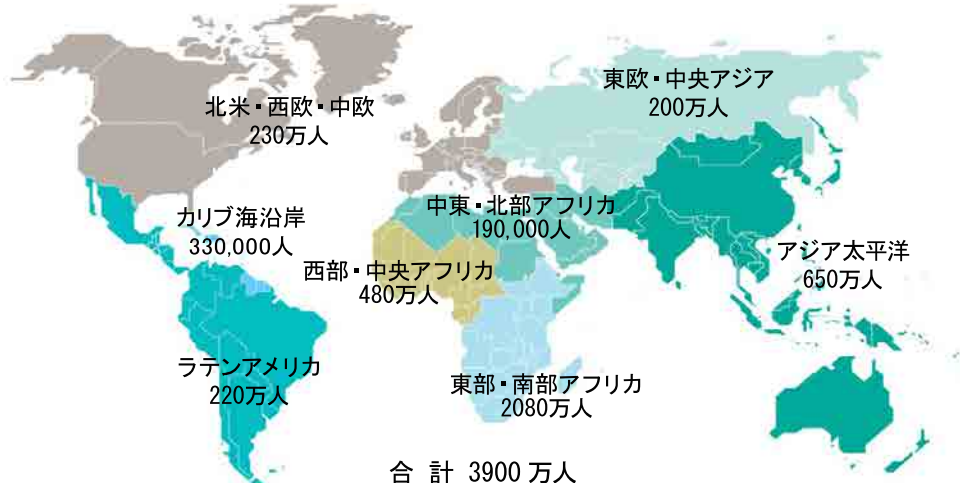 北米・西欧・中欧
230万人
東欧・中央アジア
200万人
カリブ海沿岸
330,000人
中東・北部アフリカ
190,000人
西部・中央アフリカ
480万人
アジア太平洋
650万人
ラテンアメリカ
220万人
東部・南部アフリカ
2080万人
合 計 3900 万人